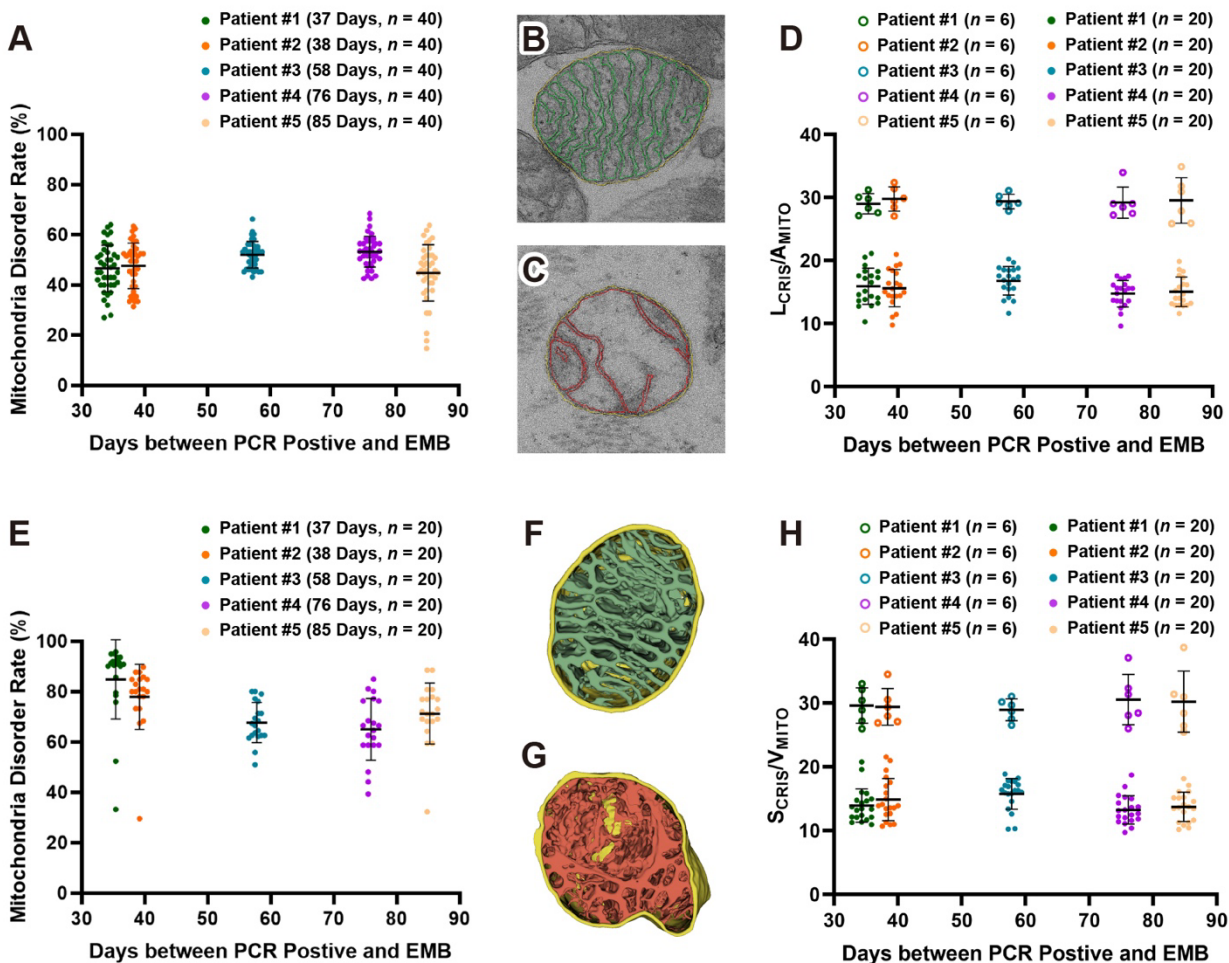 A
Patient #1 (37 Days, n = 40)
Patient #2 (38 Days, n = 40)
Patient #3 (58 Days, n = 40)
Patient #4 (76 Days, n = 40)
Patient #5 (85 Days, n = 40)
Mitochondria Disorder Rate (%)
100
80
60
40
20
0
30 40 50 60 70 80 90
Days between PCR Postive and EMB
B
C
D
Patient #1 (n = 6) Patient #1 (n = 20)
Patient #2 (n = 6) Patient #2 (n = 20)
Patient #3 (n = 6) Patient #3 (n = 20)
Patient #4 (n = 6) Patient #4 (n = 20)
Patient #5 (n = 6) Patient #5 (n = 20)
LCRIS/AMITO
40
30
20
10
40
30 40 50 60 70 80 90
Days between PCR Postive and EMB
E
Patient #1 (37 Days, n = 20)
Patient #2 (38 Days, n = 20)
Patient #3 (58 Days, n = 20)
Patient #4 (76 Days, n = 20)
Patient #5 (85 Days, n = 20)
Mitochondria Disorder Rate (%)
100
80
60
40
20
0
30 40 50 60 70 80 90
Days between PCR Postive and EMB
F
G
H
Patient #1 (n = 6) Patient #1 (n = 20)
Patient #2 (n = 6) Patient #2 (n = 20)
Patient #3 (n = 6) Patient #3 (n = 20)
Patient #4 (n = 6) Patient #4 (n = 20)
Patient #5 (n = 6) Patient #5 (n = 20)
SCRIS/VMITO
40
30
20
10
0
30 40 50 60 70 80 90
Days between PCR Postive and EMB